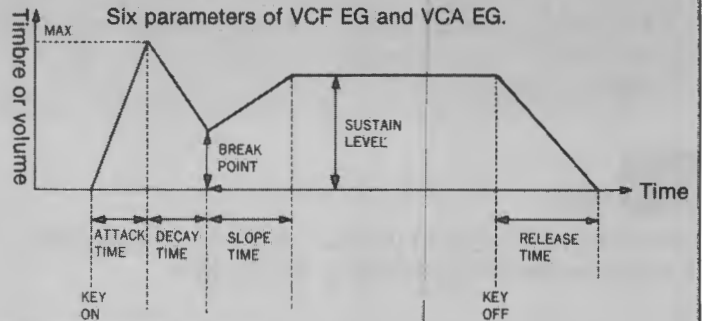 Six parameters of VCF EG and VCA EG.
Timbre or volume
MAX
BREAK
POINT
SUSTAIN
LEVEL
Time
ATTACK
TIME
DECAY
TIME
SLOPE
TIME
RELEASE
TIME
KEY
ON
KEY
OFF